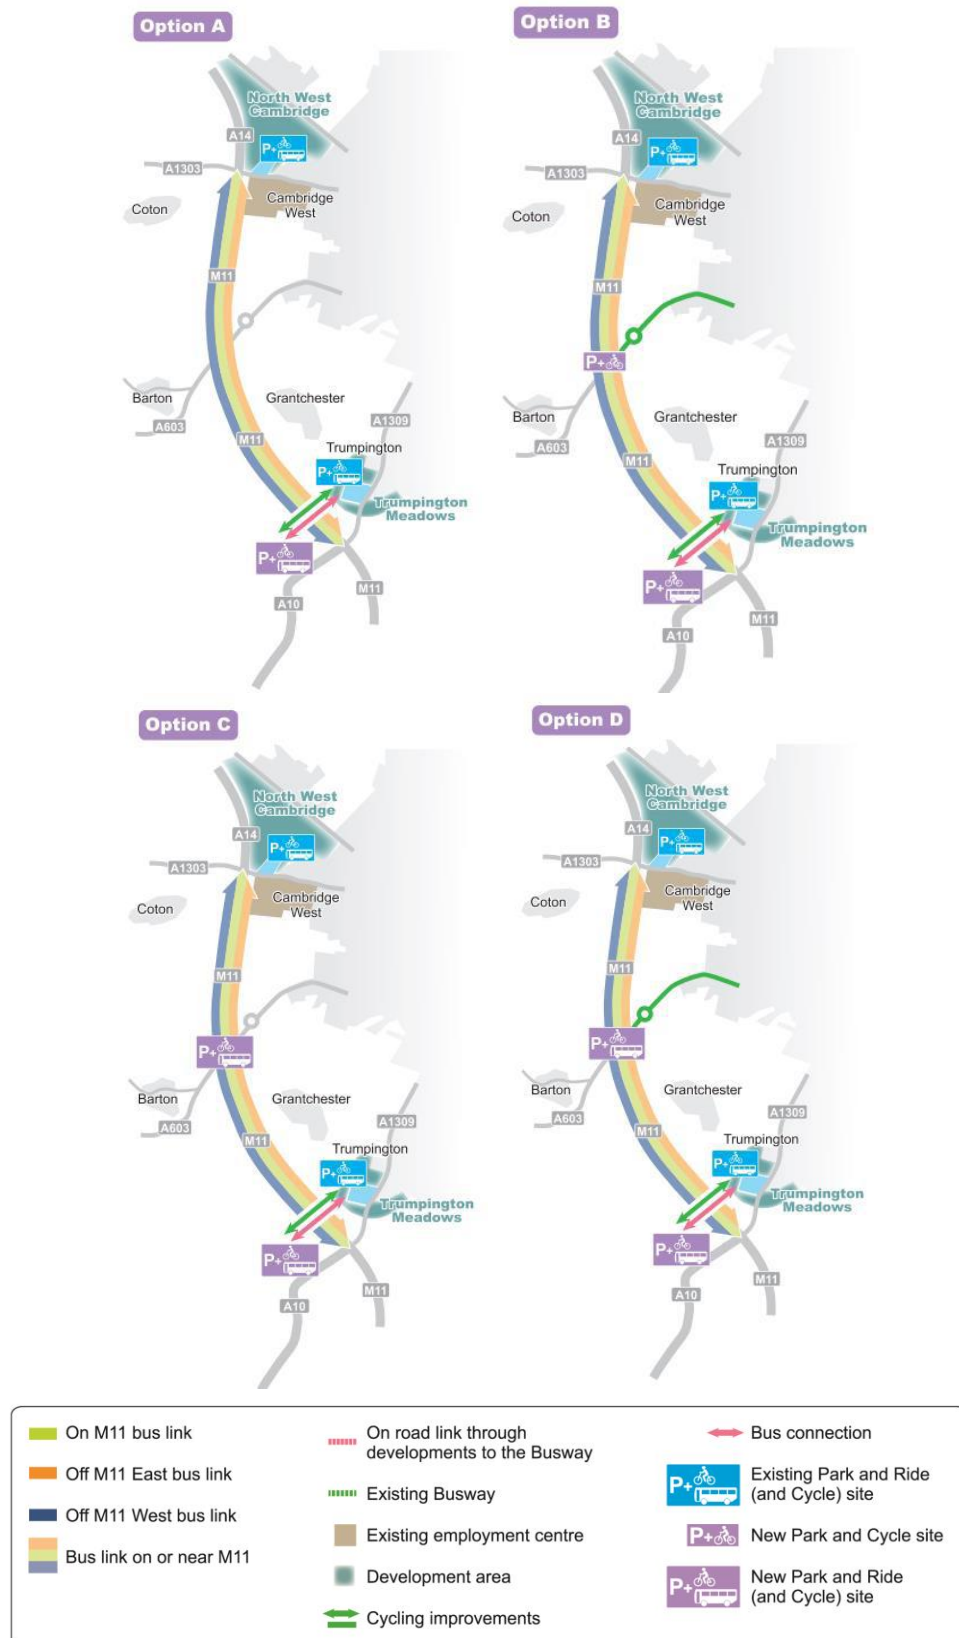 Option A
North West
Cambridge
A14
P+
A1303
Cambridge
West
Coton
M11
Barton
Grantchester
A1309
A603
M11
Trumpington
P+
Trumpington
Meadows
P+
M11
A10
Option B
North West
Cambridge
A14
P+
A1303
Cambridge
West
Coton
M11
P+
Barton
Grantchester
A1309
A603
M11
Trumpington
P+
Trumpington
Meadows
P+
M11
A10
Option C
North West
Cambridge
A14
P+
A1303
Cambridge
West
Coton
M11
P+
Barton
Grantchester
A1309
A603
M11
Trumpington
P+
Trumpington
Meadows
P+
M11
A10
Option D
North West
Cambridge
A14
P+
A1303
Cambridge
West
Coton
M11
P+
Barton
Grantchester
A1309
A603
M11
Trumpington
P+
Trumpington
Meadows
P+
M11
A10
On M11 bus link
Off M11 East bus link
Off M11 West bus link
Bus link on or near M11
On road link through
developments to the Busway
Existing Busway
Existing employment centre
Development area
Cycling improvements
Bus connection
P+
Existing Park and Ride
(and Cycle) site
P+
New Park and Cycle site
P+
New Park and Ride
(and Cycle) site